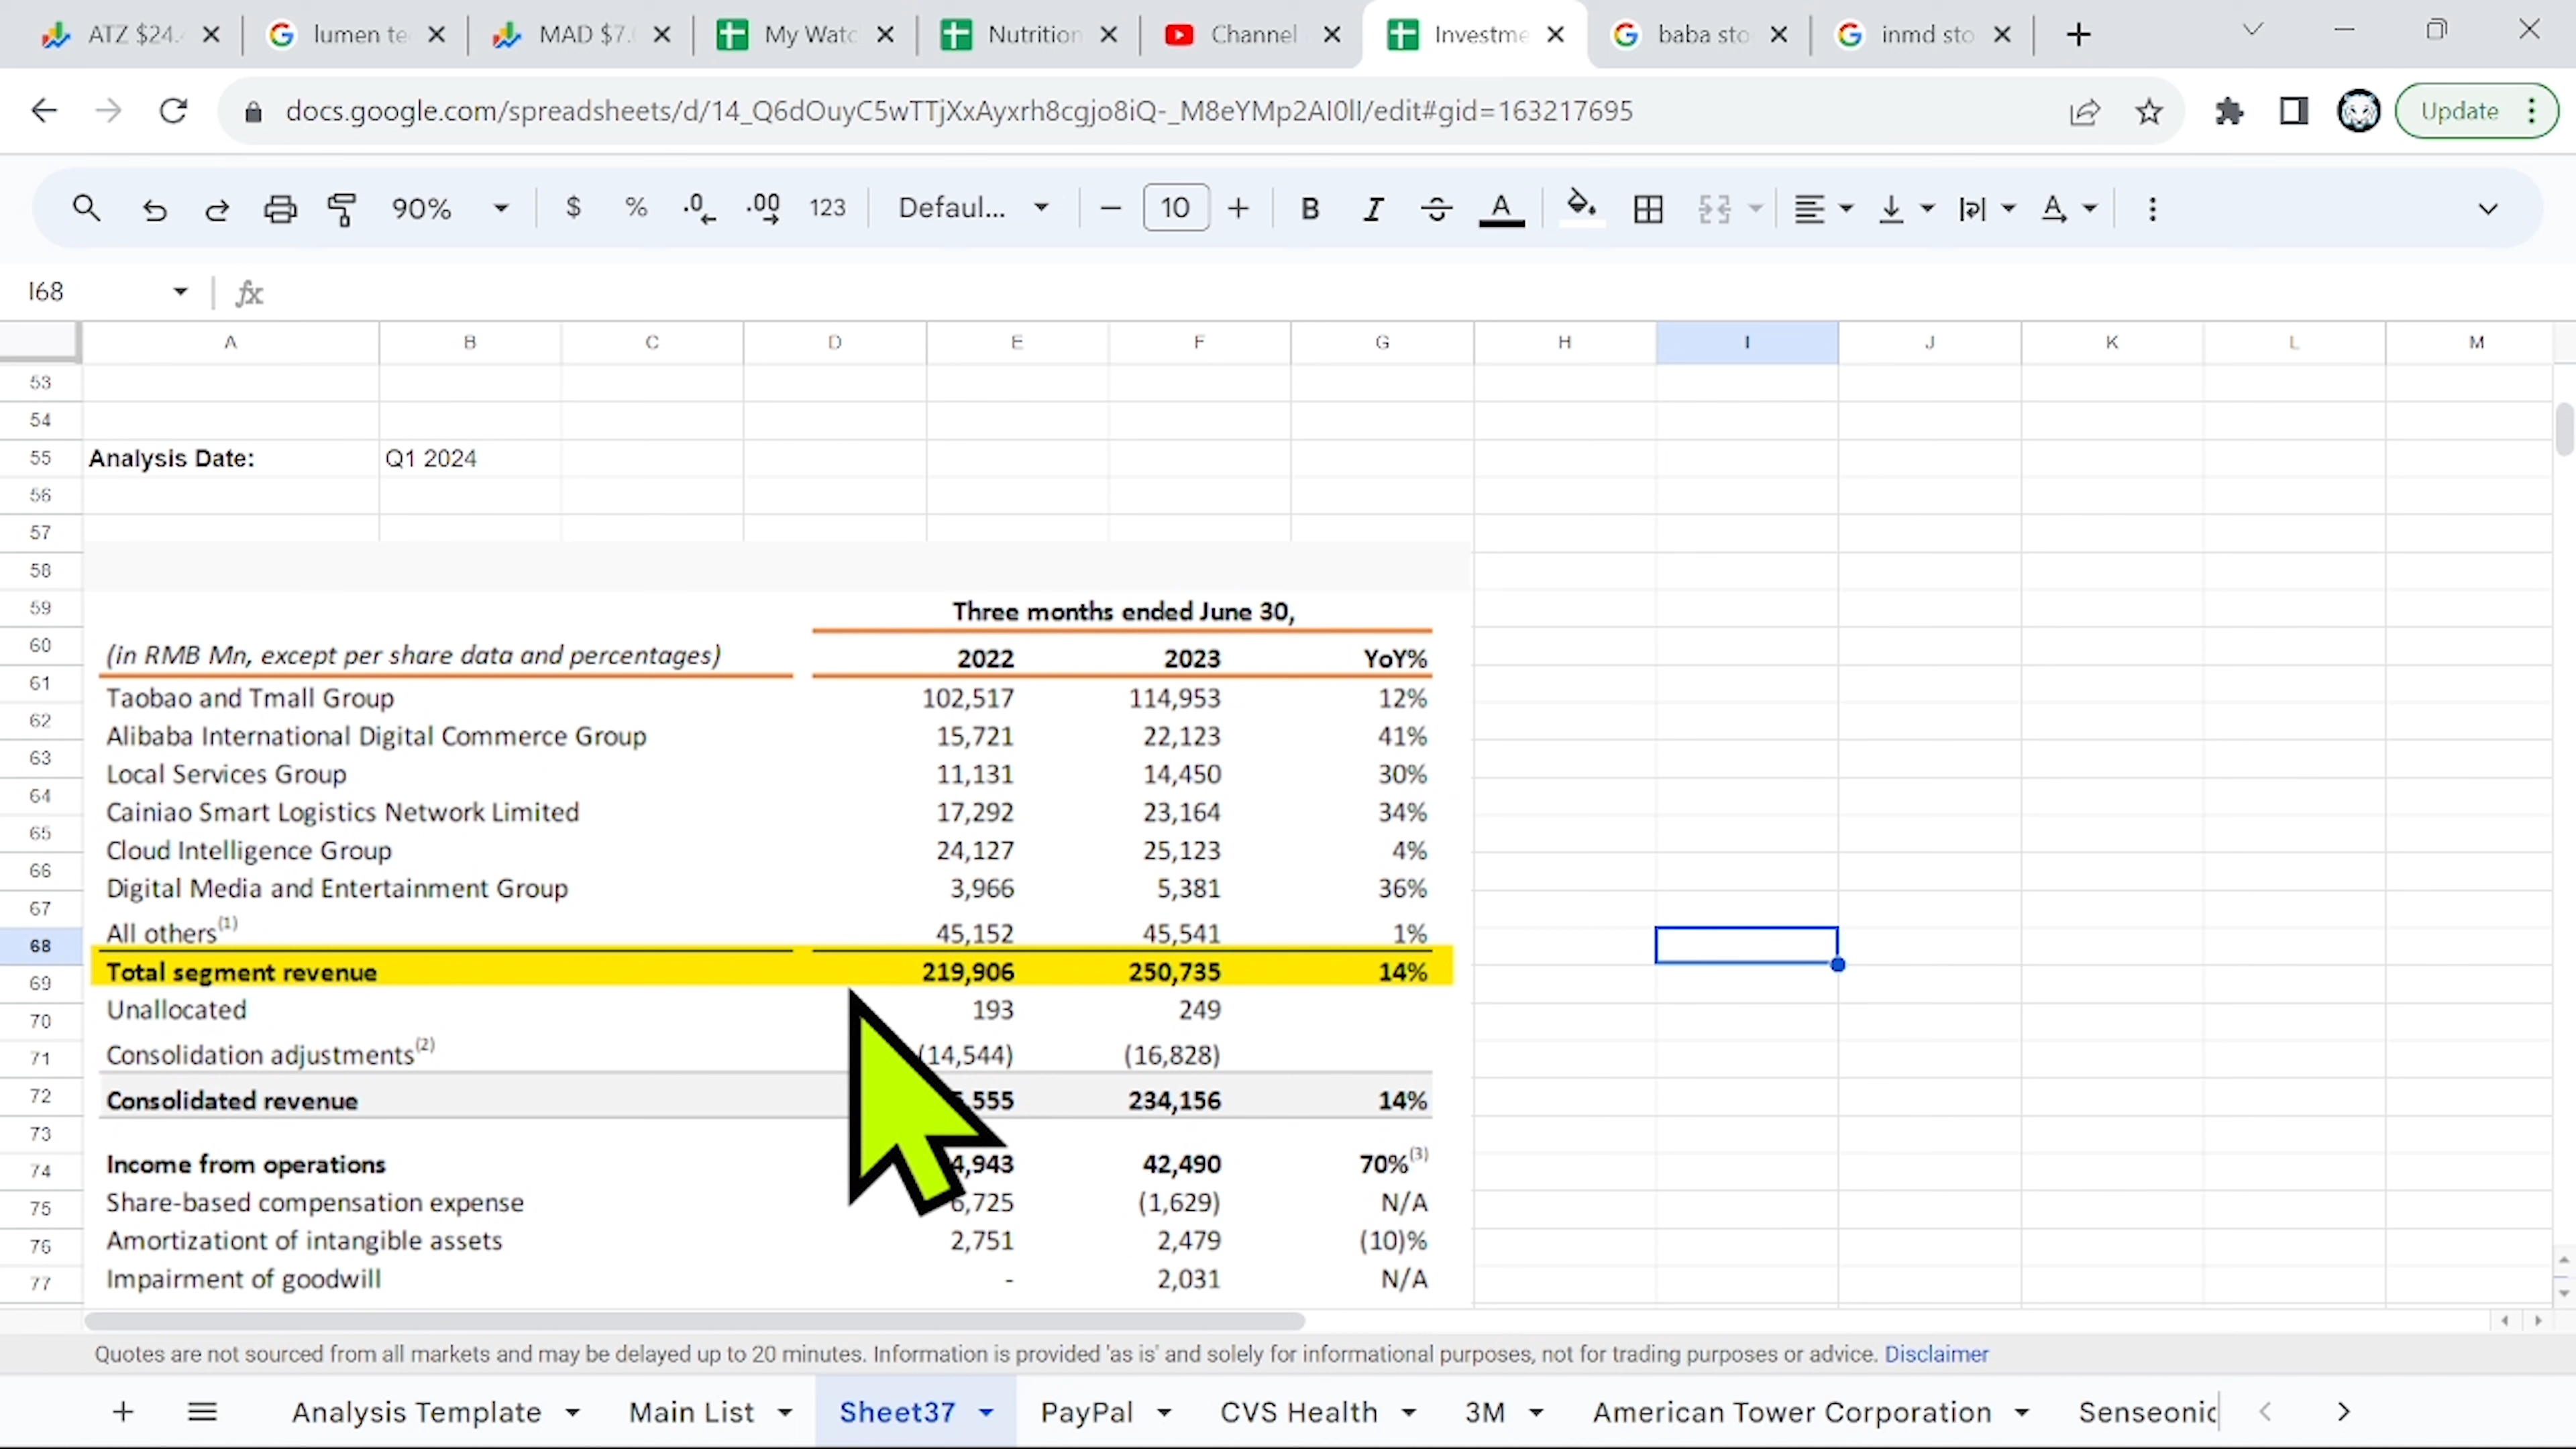 ATZ $24.
lumen te
MAD $7.
My Watc
Nutrition
Channel
Investme
baba sto
inmd sto
docs.google.com/spreadsheets/d/14_Q6dOuyC5wTTjXxAyxrh8cgjo8iQ-_M8eYMp2AI0lI/edit#gid=163217695
Update
90% $ % .0 .00 123 Defaul... 10 B I A
I68 fx
A B C D E F G H I J K L M
53
54
55 Analysis Date: Q1 2024
56
57
58
59 Three months ended June 30,
60 (in RMB Mn, except per share data and percentages) 2022 2023 YoY%
61 Taobao and Tmall Group 102,517 114,953 12%
62 Alibaba International Digital Commerce Group 15,721 22,123 41%
63 Local Services Group 11,131 14,450 30%
64 Cainiao Smart Logistics Network Limited 17,292 23,164 34%
65 Cloud Intelligence Group 24,127 25,123 4%
66 Digital Media and Entertainment Group 3,966 5,381 36%
67 All others(1) 45,152 45,541 1%
68
69 Total segment revenue 219,906 250,735 14%
70 Unallocated 193 249
71 Consolidation adjustments(2) (14,544) (16,828)
72 Consolidated revenue 555 234,156 14%
73
74 Income from operations 4,943 42,490 70%(3)
75 Share-based compensation expense 6,725 (1,629) N/A
76 Amortizationt of intangible assets 2,751 2,479 (10)%
77 Impairment of goodwill - 2,031 N/A
Quotes are not sourced from all markets and may be delayed up to 20 minutes. Information is provided 'as is' and solely for informational purposes, not for trading purposes or advice. Disclaimer
+ Analysis Template Main List Sheet37 PayPal CVS Health 3M American Tower Corporation Senseonic